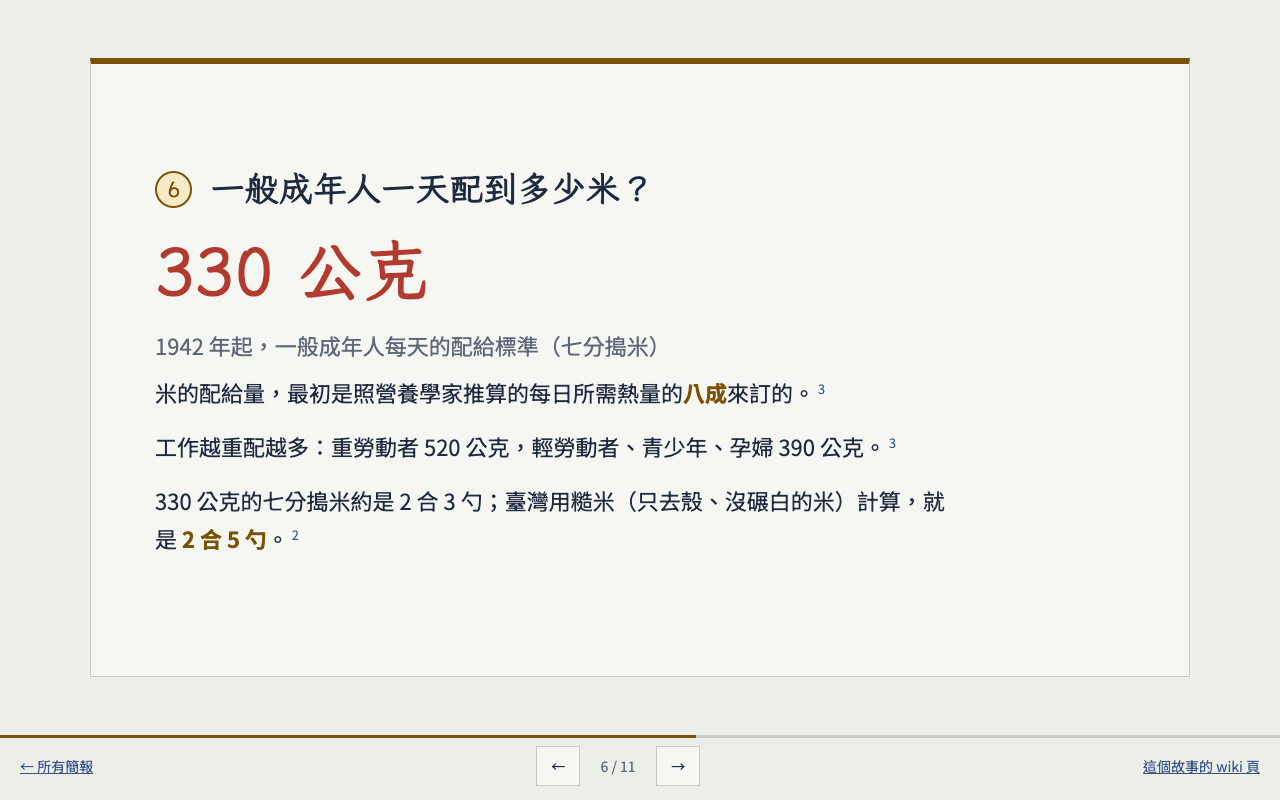 6 一般成年人一天配到多少米？
330 公克
1942 年起，一般成年人每天的配給標準（七分搗米）
米的配給量，最初是照營養學家推算的每日所需熱量的八成來訂的。3
工作越重配越多：重勞動者 520 公克，輕勞動者、青少年、孕婦 390 公克。3
330 公克的七分搗米約是 2 合 3 勺；臺灣用糙米（只去殼、沒碾白的米）計算，就
是 2 合 5 勺。2
← 所有簡報
← 6 / 11 →
這個故事的 wiki 頁